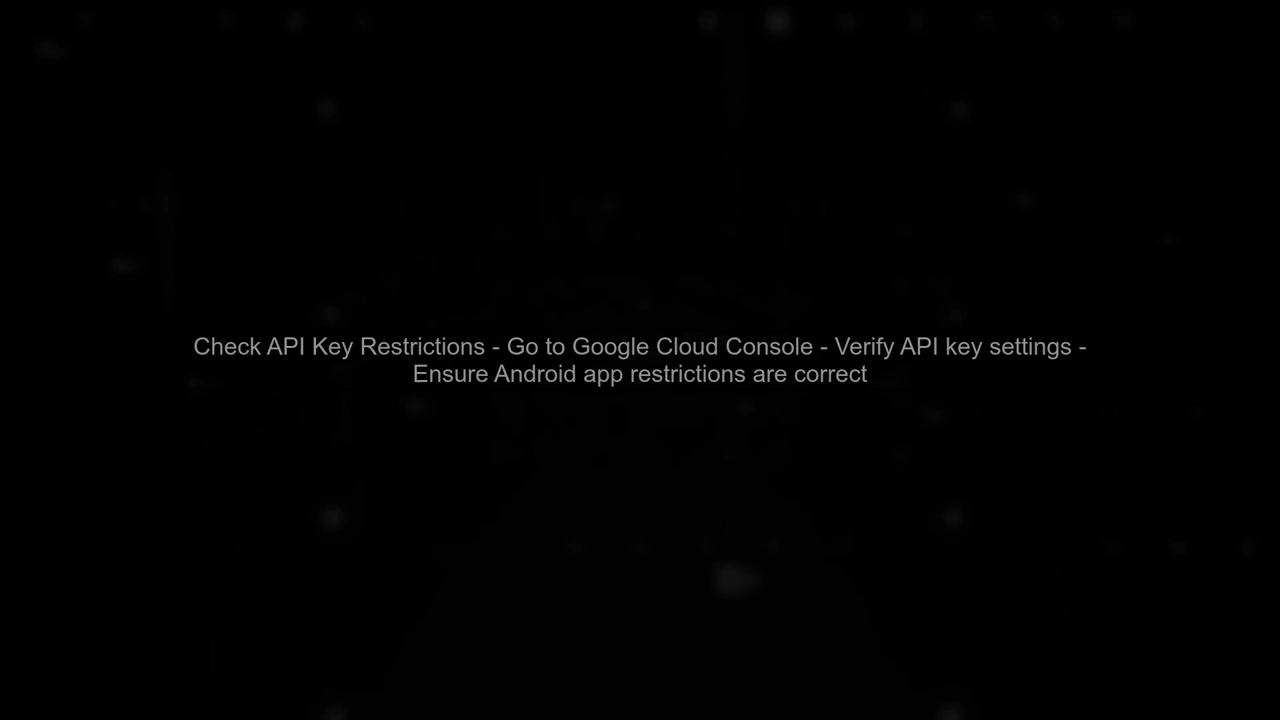 Check API Key Restrictions - Go to Google Cloud Console - Verify API key settings -
Ensure Android app restrictions are correct